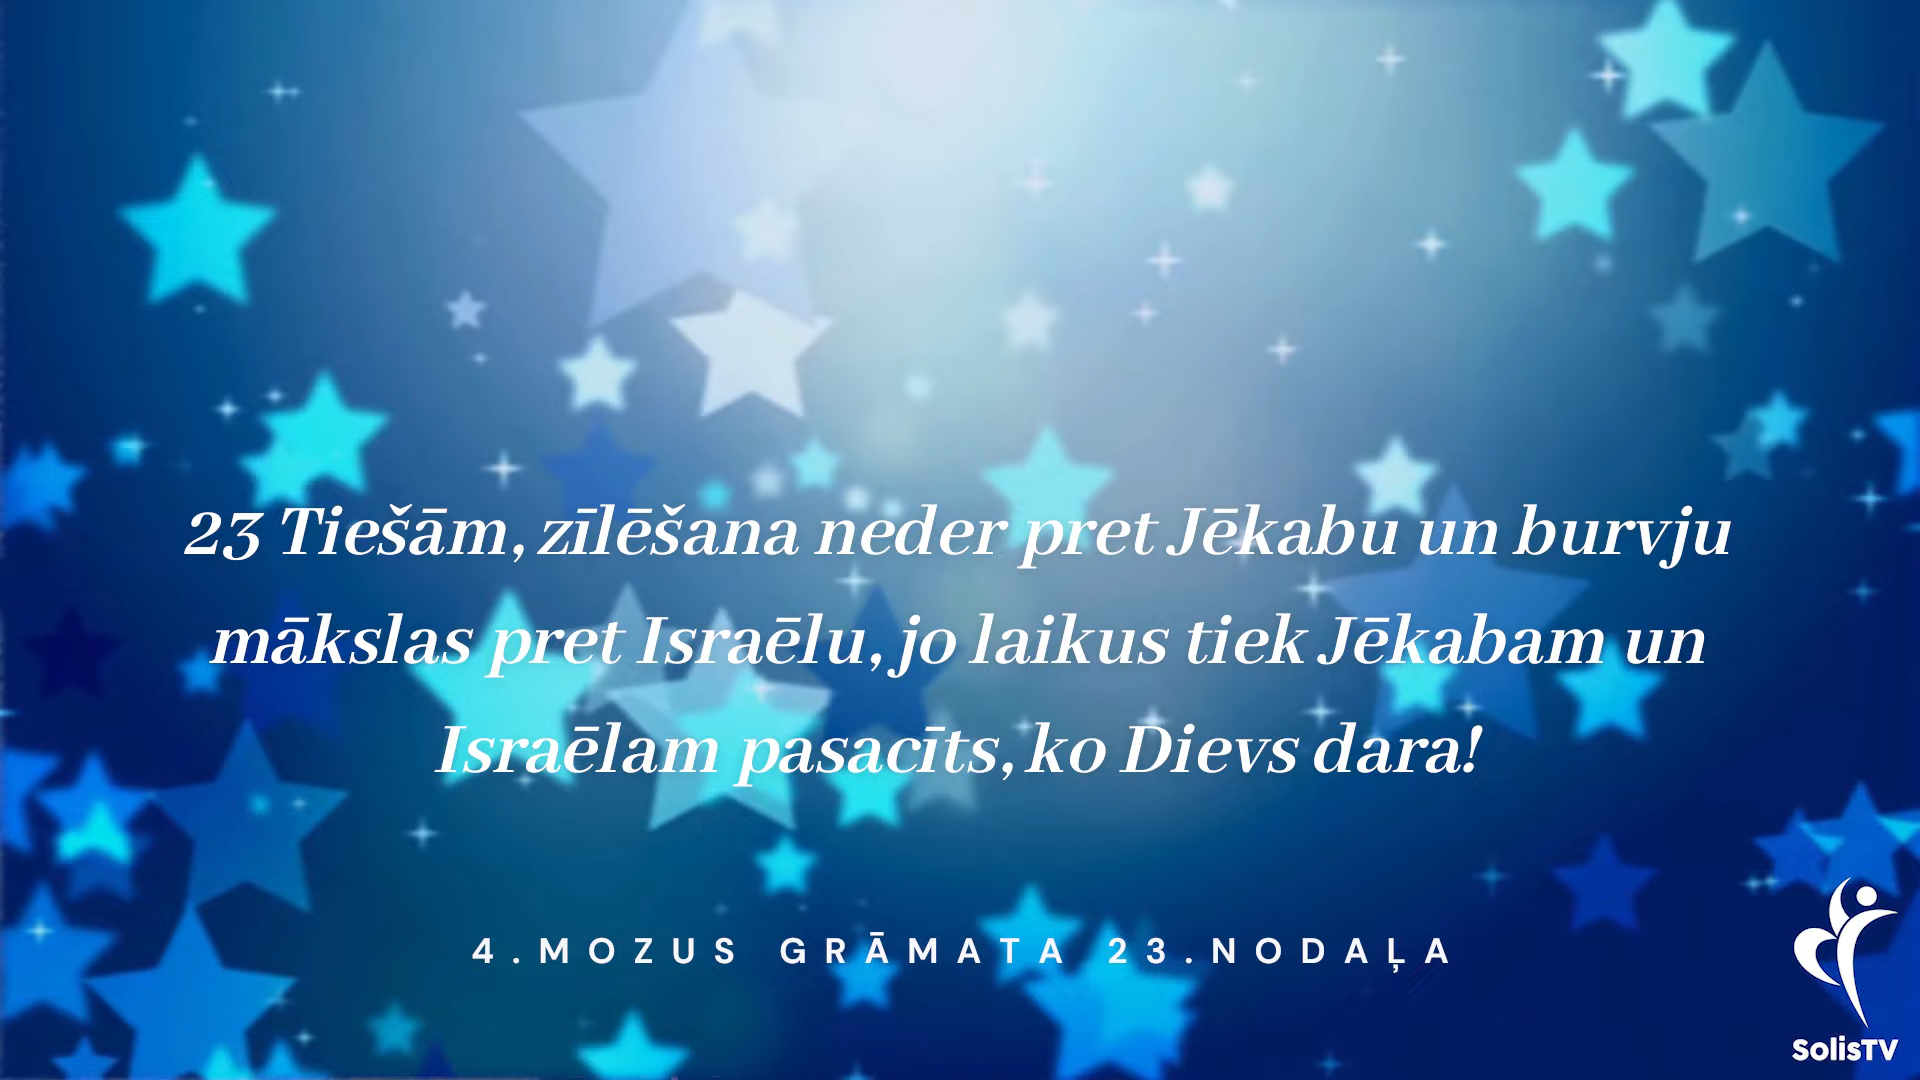 23 Tiešām, zīlēšana neder pret Jēkabu un burvju
mākslas pret Israēlu, jo laikus tiek Jēkabam un
Israēlam pasacīts, ko Dievs dara!
4.MOZUS GRĀMATA 23.NODAĻA
SolisTV